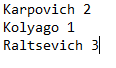 Karpovich 2
Kolyago 1
Raltsevich 3